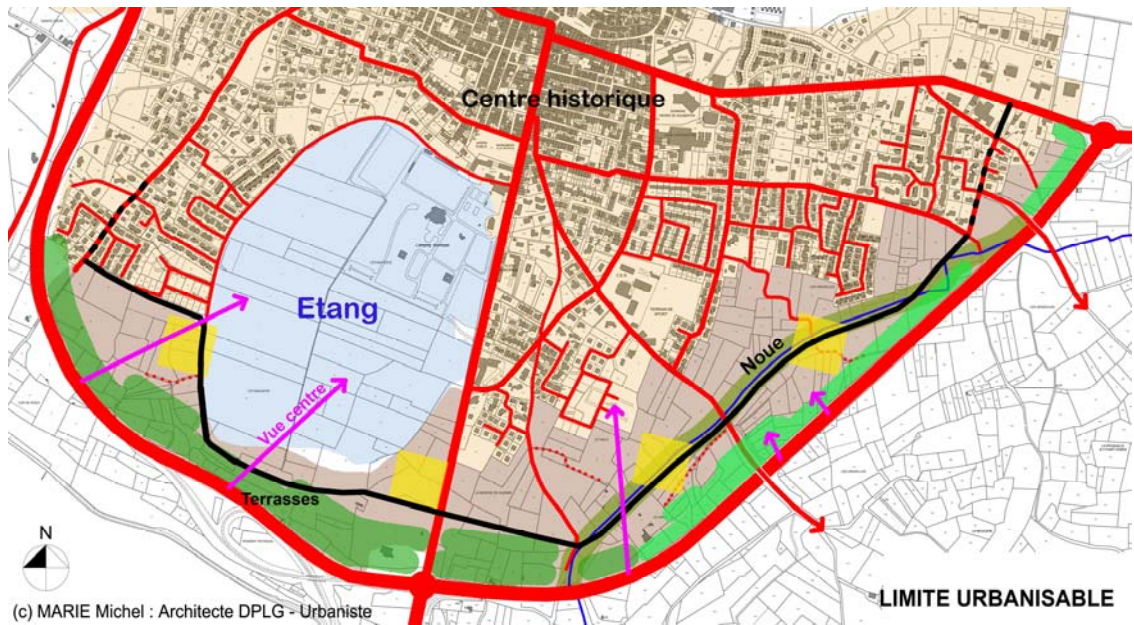 Centre historique
Etang
Vue centre
Noue
Terrasses
N
(c) MARIE Michel : Architecte DPLG - Urbaniste
LIMITE URBANISABLE